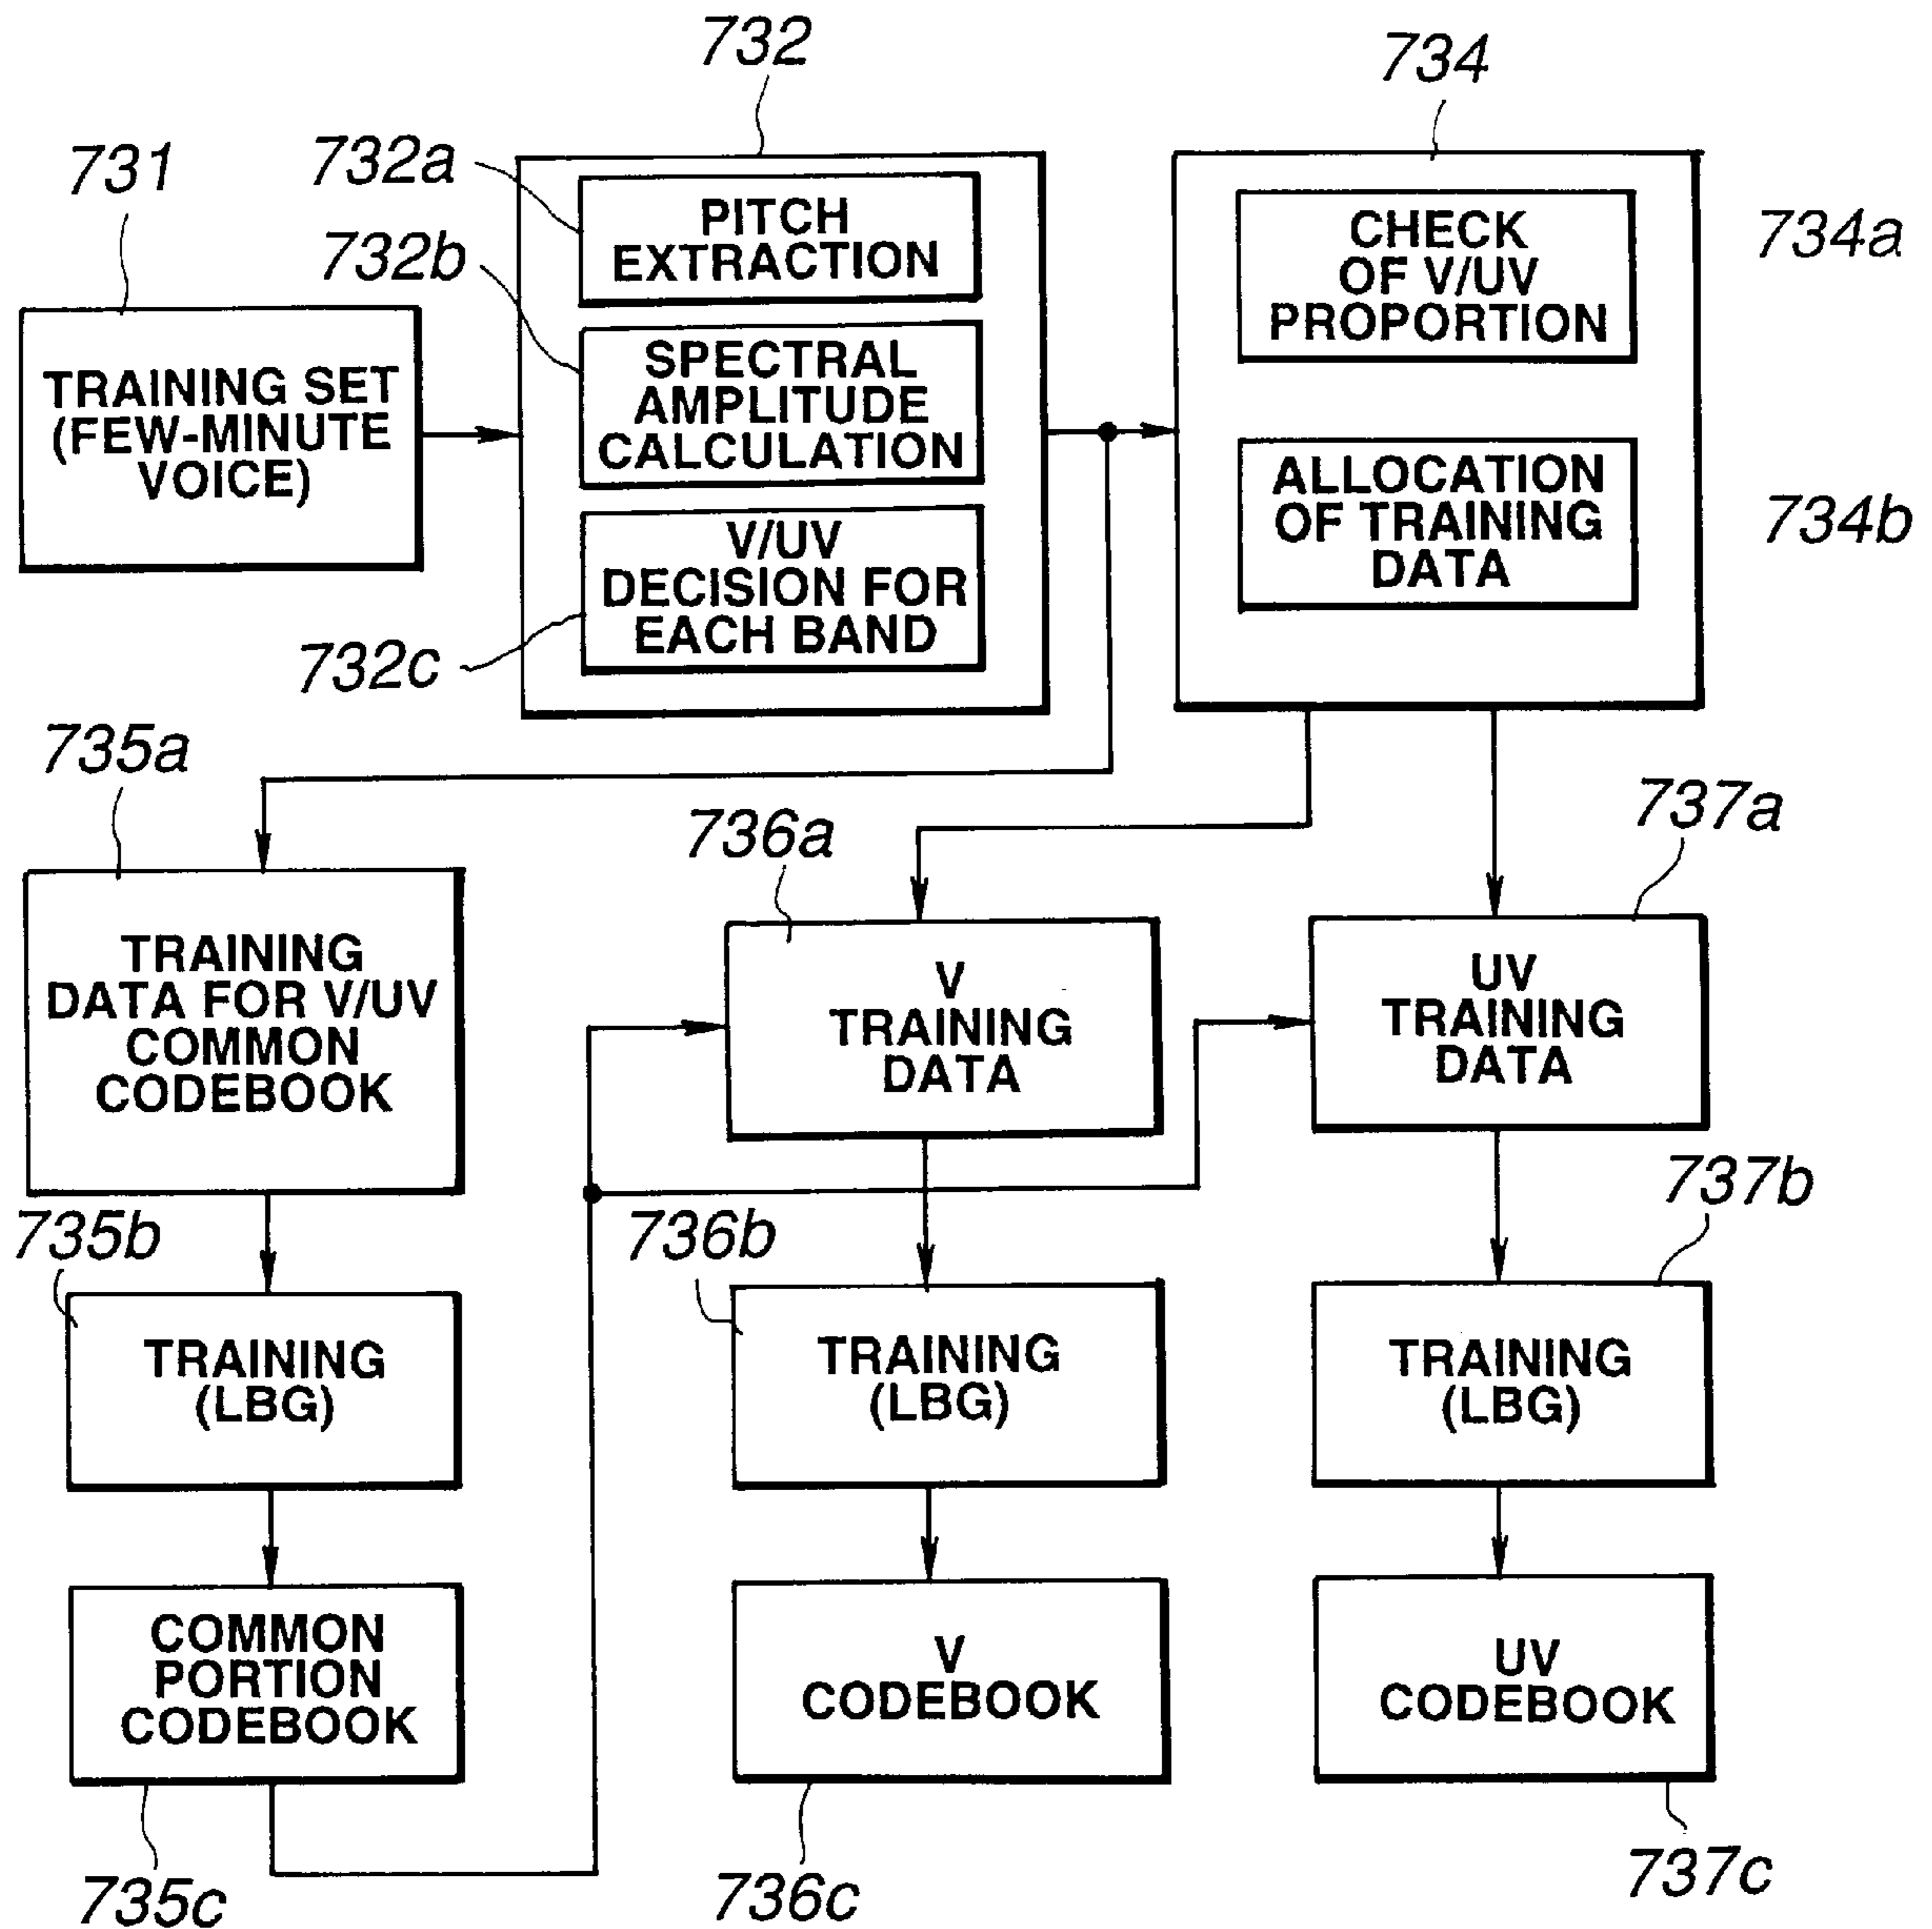 732
734
731
732a
732b
732c
PITCH
EXTRACTION
SPECTRAL
AMPLITUDE
CALCULATION
V/UV
DECISION FOR
EACH BAND
CHECK
OF V/UV
PROPORTION
734a
ALLOCATION
OF TRAINING
DATA
734b
TRAINING SET
(FEW-MINUTE
VOICE)
735a
736a
737a
TRAINING
DATA FOR V/UV
COMMON
CODEBOOK
V
TRAINING
DATA
UV
TRAINING
DATA
735b
736b
737b
TRAINING
(LBG)
TRAINING
(LBG)
TRAINING
(LBG)
COMMON
PORTION
CODEBOOK
V
CODEBOOK
UV
CODEBOOK
735c
736c
737c